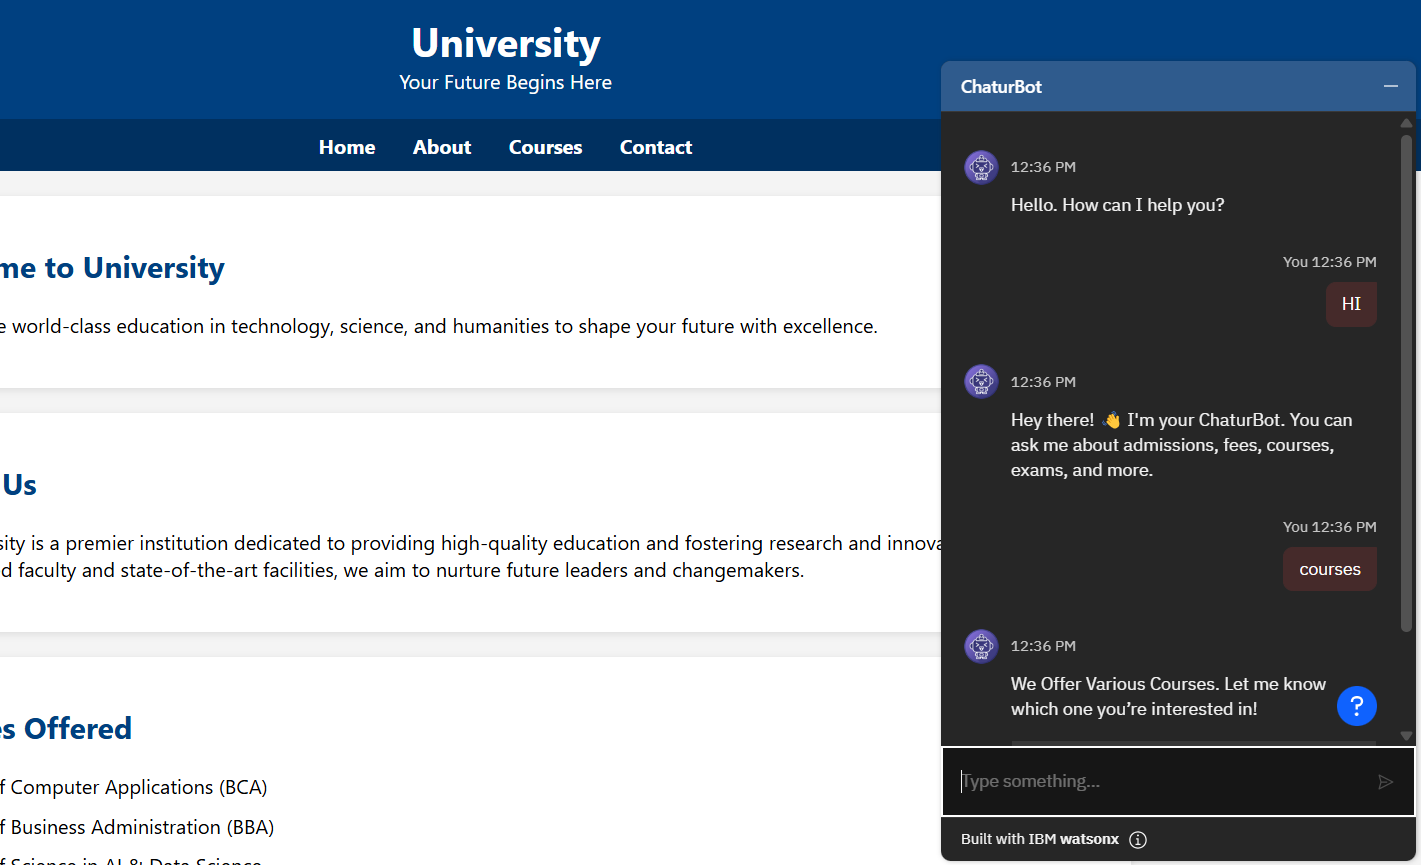 University
Your Future Begins Here
Home About Courses Contact
me to University
e world-class education in technology, science, and humanities to shape your future with excellence.
Us
sity is a premier institution dedicated to providing high-quality education and fostering research and innova
d faculty and state-of-the-art facilities, we aim to nurture future leaders and changemakers.
es Offered
f Computer Applications (BCA)
f Business Administration (BBA)
f Science in AI & Data Science
ChaturBot
12:36 PM
Hello. How can I help you?
You 12:36 PM
HI
12:36 PM
Hey there! 👋 I'm your ChaturBot. You can
ask me about admissions, fees, courses,
exams, and more.
You 12:36 PM
courses
12:36 PM
We Offer Various Courses. Let me know
which one you’re interested in!
?
Type something...
Built with IBM watsonx